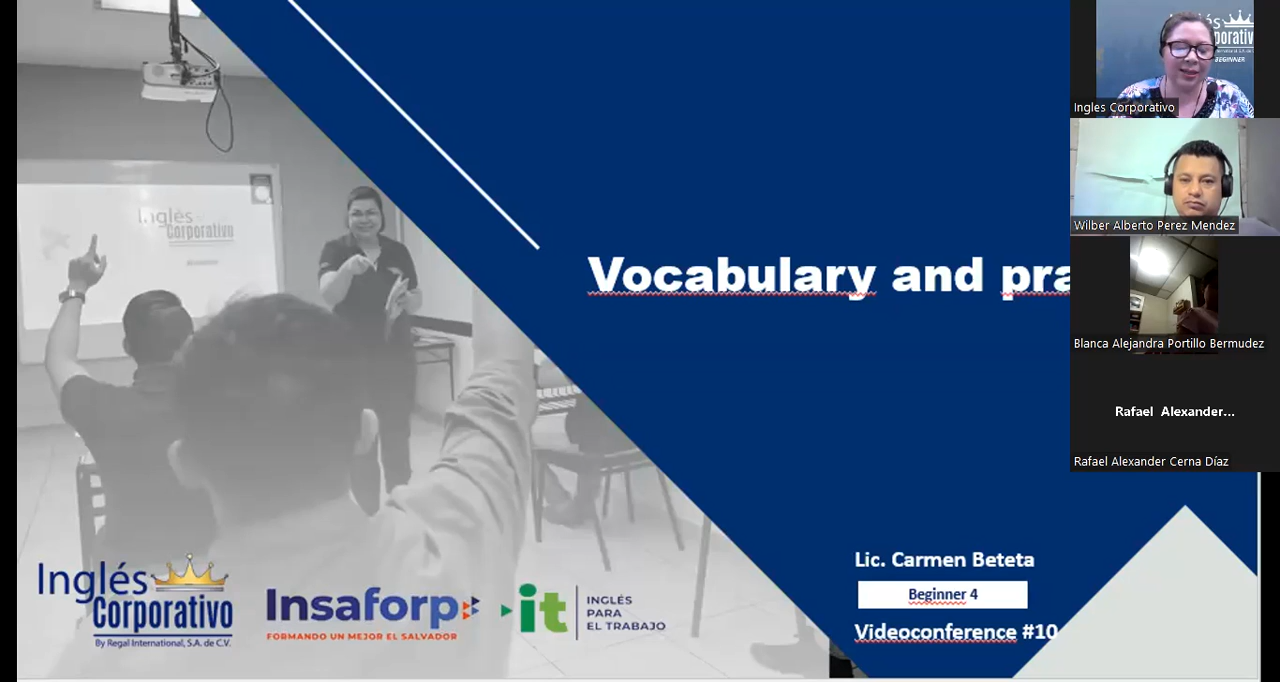 Vocabulary and pra
Lic. Carmen Beteta
Beginner 4
Videoconference #10
Inglés
Corporativo
By Regal International, S.A. de C.V.
Insaforp
FORMANDO UN MEJOR EL SALVADOR
it
INGLÉS
PARA
EL TRABAJO
Inglés
Corporativo
BEGINNER
Ingles Corporativo
Wilber Alberto Perez Mendez
Blanca Alejandra Portillo Bermudez
Rafael Alexander...
Rafael Alexander Cerna Díaz